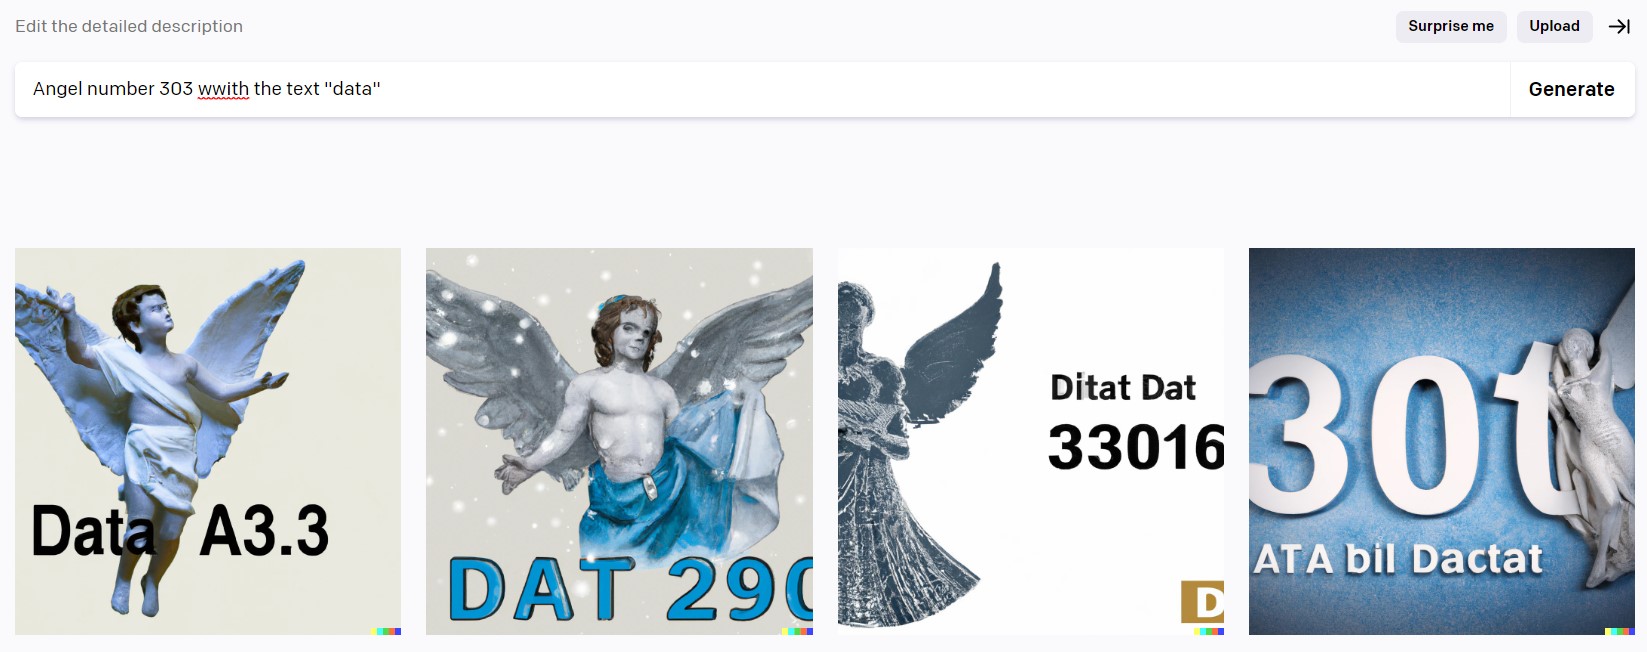 Edit the detailed description
Surprise me
Upload
Angel number 303 wwith the text "data"
Generate
Data A3.3
DAT 290
Ditat Dat
33016
D
30t
ATA bil Dactat